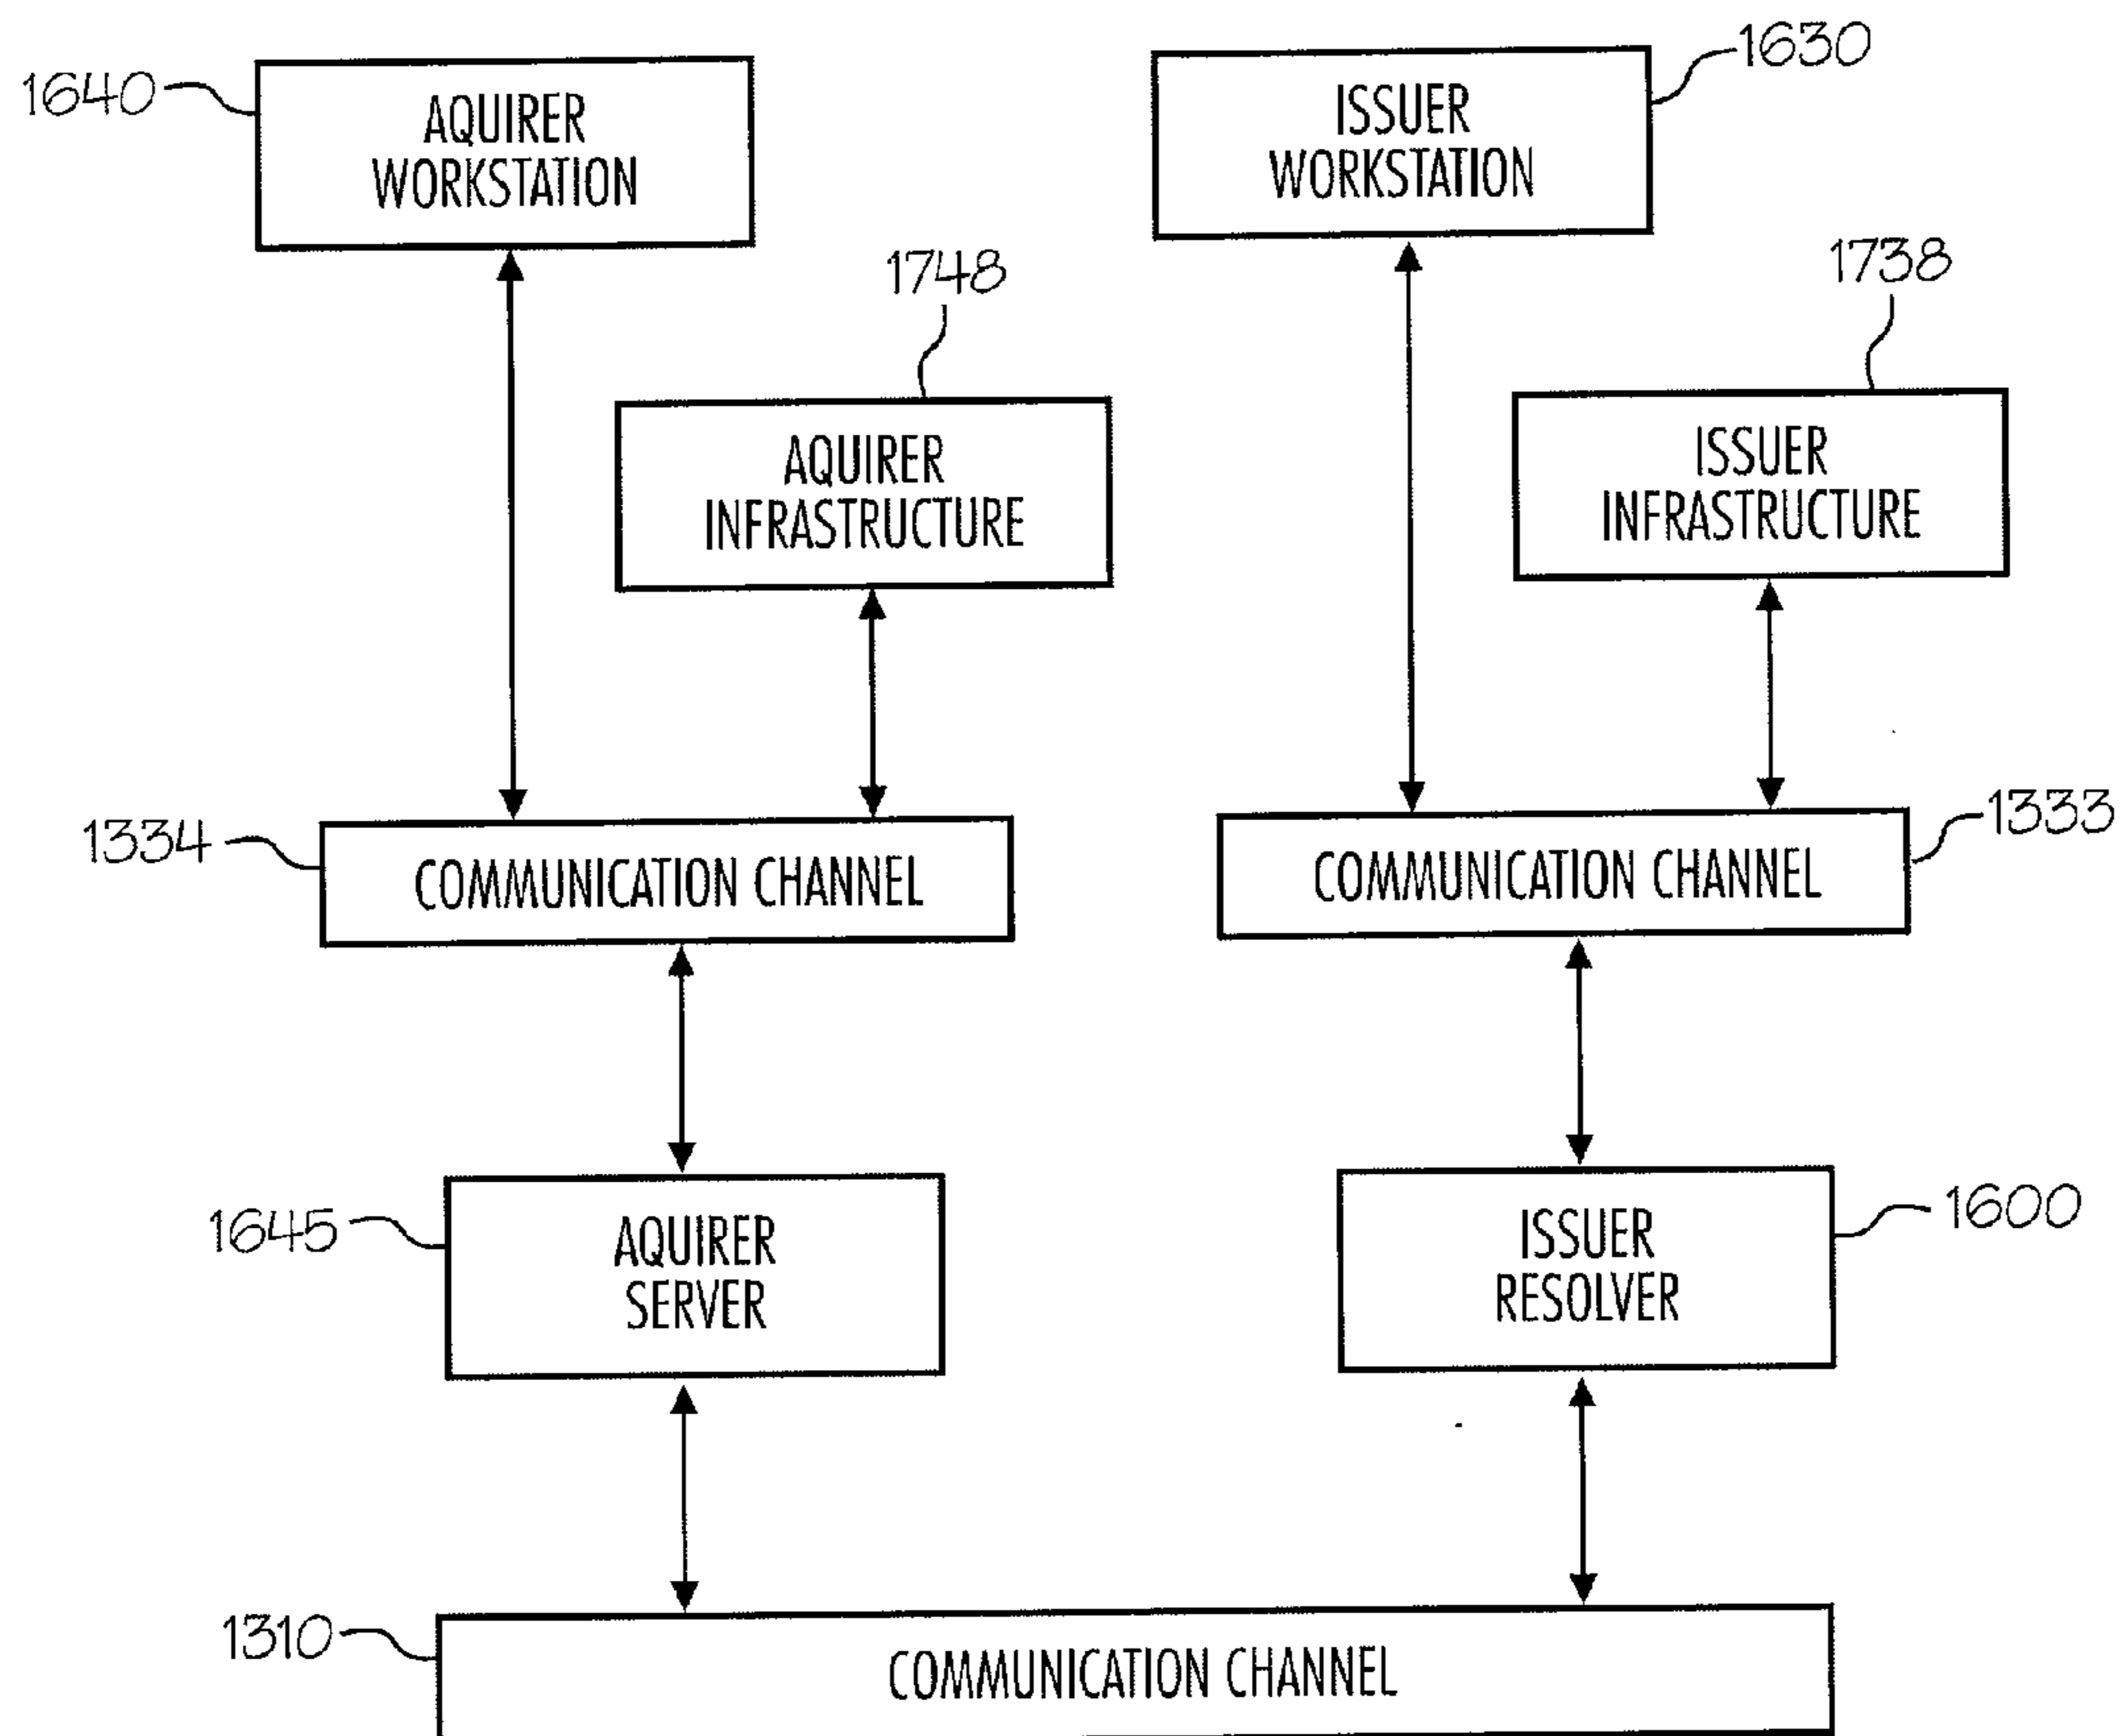 1640
AQUIRER
WORKSTATION
1630
ISSUER
WORKSTATION
1748
AQUIRER
INFRASTRUCTURE
1738
ISSUER
INFRASTRUCTURE
1334
COMMUNICATION CHANNEL
1333
COMMUNICATION CHANNEL
1645
AQUIRER
SERVER
1600
ISSUER
RESOLVER
1310
COMMUNICATION CHANNEL